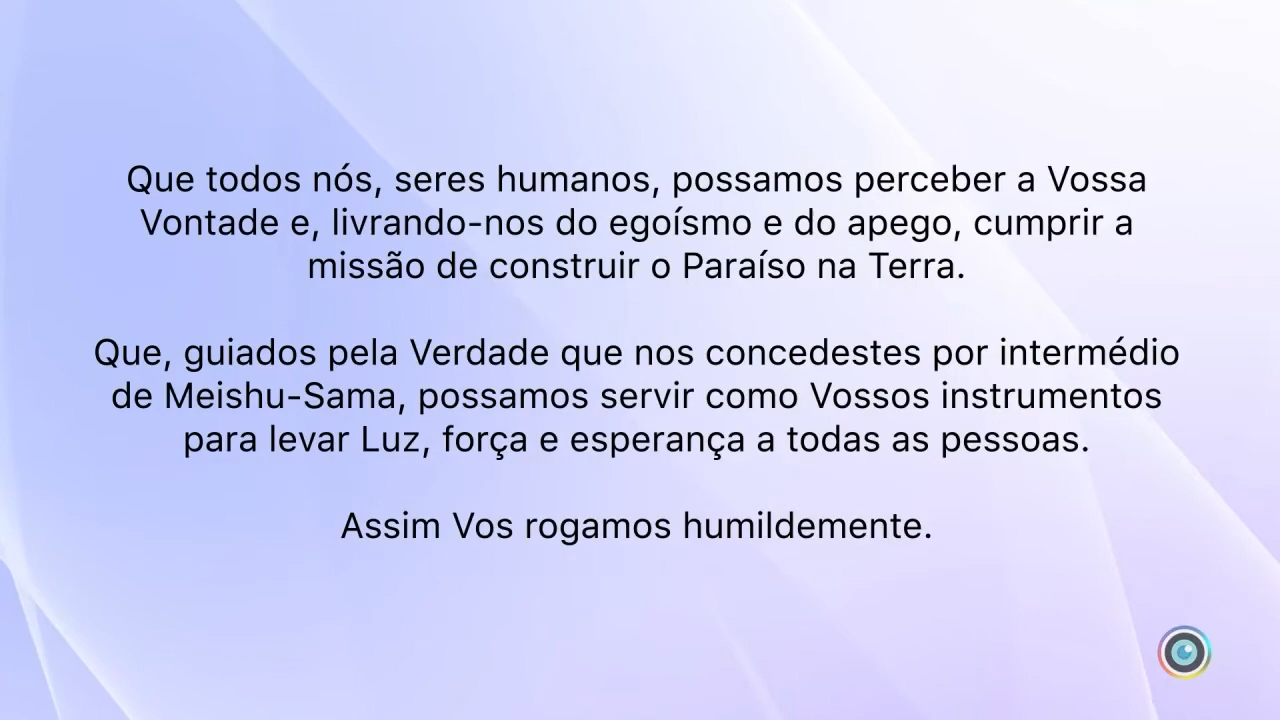 Que todos nós, seres humanos, possamos perceber a Vossa
Vontade e, livrando-nos do egoísmo e do apego, cumprir a
missão de construir o Paraíso na Terra.
Que, guiados pela Verdade que nos concedestes por intermédio
de Meishu-Sama, possamos servir como Vossos instrumentos
para levar Luz, força e esperança a todas as pessoas.
Assim Vos rogamos humildemente.